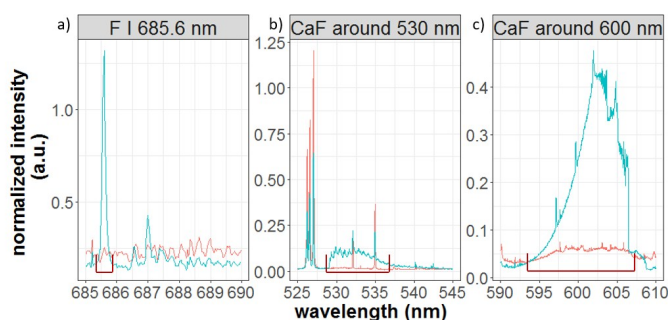 a) F I 685.6 nm
b) CaF around 530 nm
c) CaF around 600 nm
normalized intensity
(a.u.)
1.0
0.5
1.25
1.00
0.75
0.50
0.25
0.00
0.4
0.3
0.2
0.1
0.0
685 686 687 688 689 690
525 530 535 540 545
590 600 610
wavelength (nm)